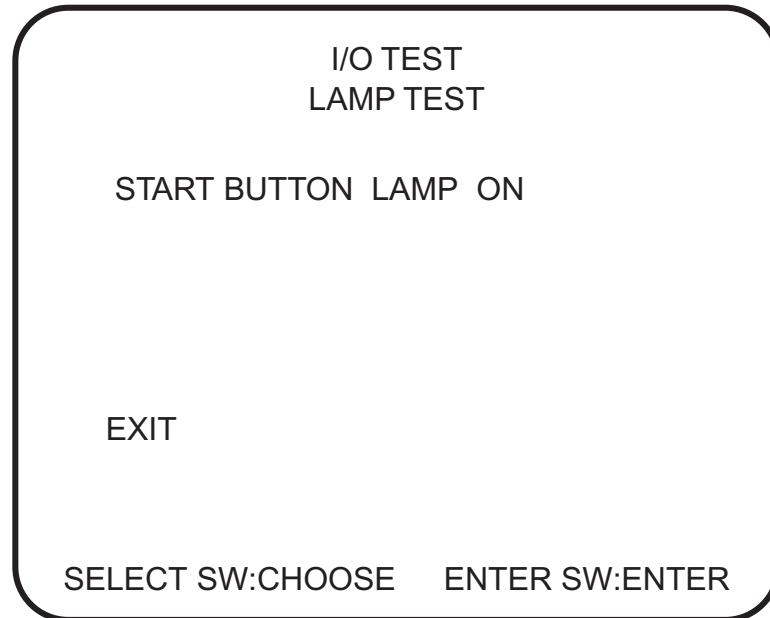 I/O TEST
LAMP TEST
START BUTTON LAMP ON
EXIT
SELECT SW:CHOOSE ENTER SW:ENTER